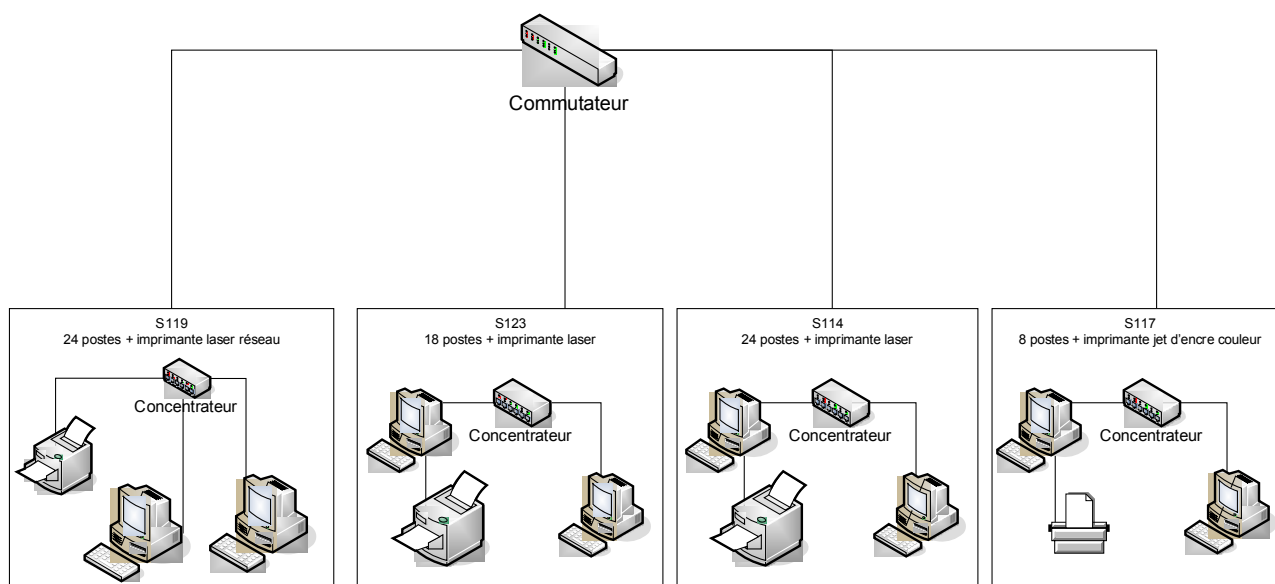 Commutateur
S119
24 postes + imprimante laser réseau
Concentrateur
S123
18 postes + imprimante laser
Concentrateur
S114
24 postes + imprimante laser
Concentrateur
S117
8 postes + imprimante jet d'encre couleur
Concentrateur